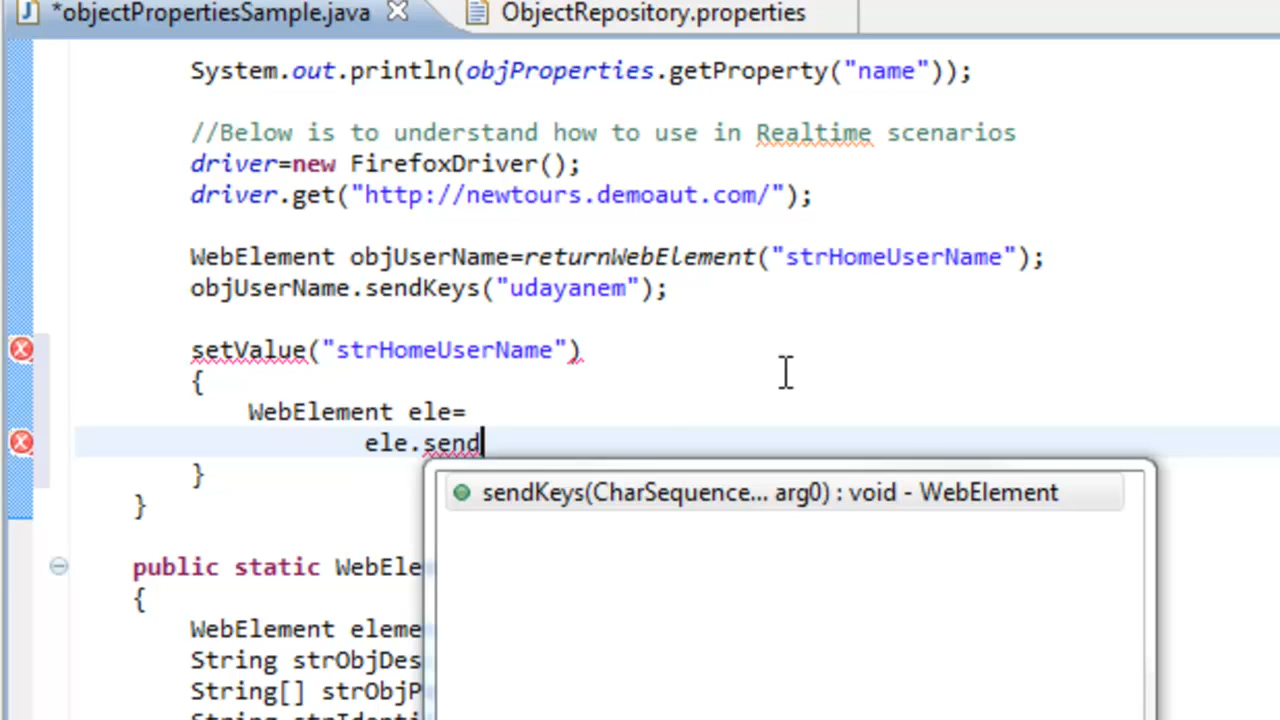 *objectPropertiesSample.java
ObjectRepository.properties
System.out.println(objProperties.getProperty("name"));
//Below is to understand how to use in Realtime scenarios
driver=new FirefoxDriver();
driver.get("http://newtours.demoaut.com/");
WebElement objUserName=returnWebElement("strHomeUserName");
objUserName.sendKeys("udayanem");
setValue("strHomeUserName")
{
WebElement ele=
ele.send
sendKeys(CharSequence... arg0) : void - WebElement
}
}
public static WebEle
{
WebElement eleme
String strObjDes
String[] strObjP